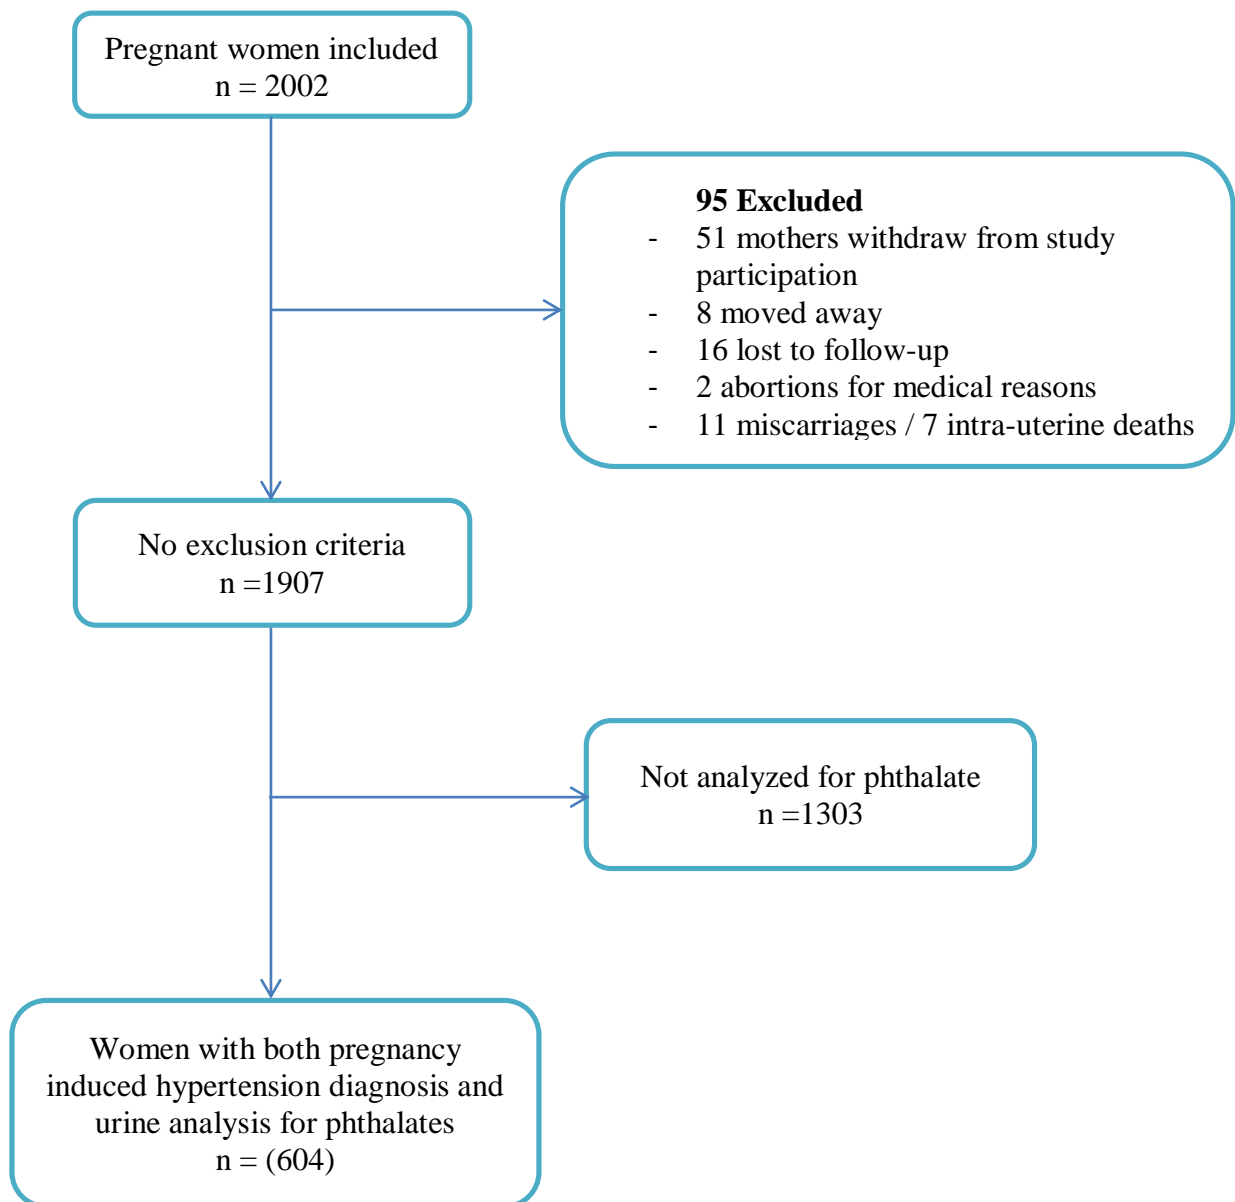 Pregnant women included
n = 2002
95 Excluded
- 51 mothers withdraw from study
participation
- 8 moved away
- 16 lost to follow-up
- 2 abortions for medical reasons
- 11 miscarriages / 7 intra-uterine deaths
No exclusion criteria
n =1907
Not analyzed for phthalate
n =1303
Women with both pregnancy
induced hypertension diagnosis and
urine analysis for phthalates
n = (604)